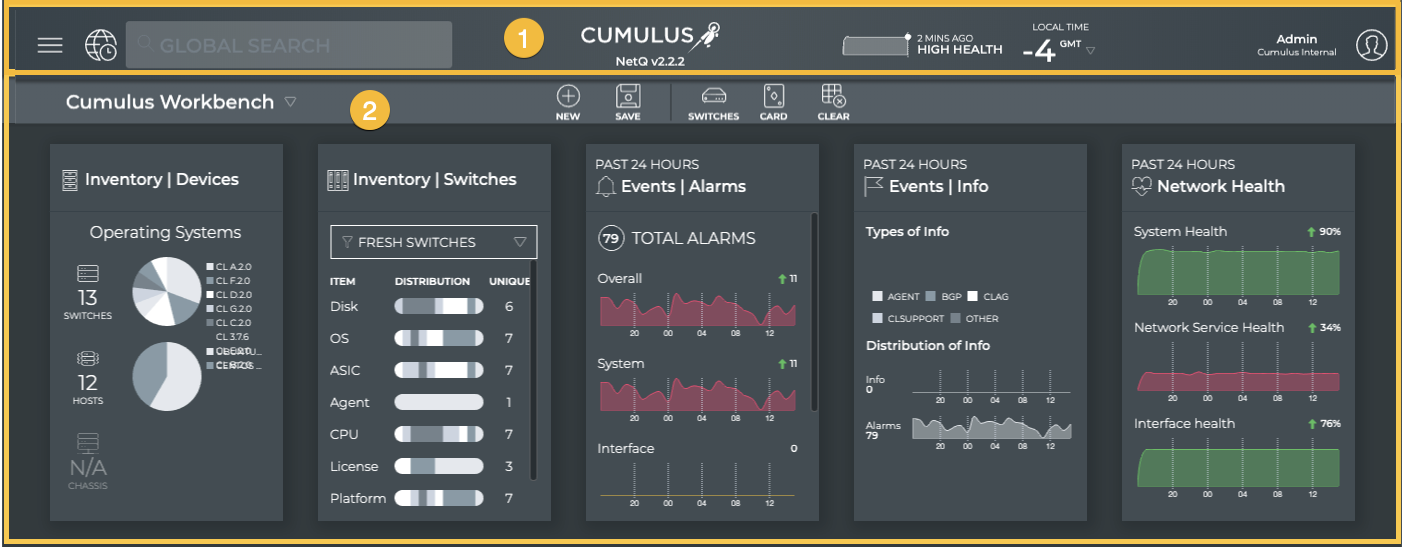 GLOBAL SEARCH
1
CUMULUS
NetQ v2.2.2
2 MINS AGO
HIGH HEALTH
LOCAL TIME
-4 GMT
Admin
Cumulus Internal
Cumulus Workbench
2
NEW
SAVE
SWITCHES
CARD
CLEAR
Inventory | Devices
Operating Systems
13
SWITCHES
CL A.2.0
CL F.2.0
CL D.2.0
CL G.2.0
CL C.2.0
CL 3.7.6
12
HOSTS
N/A
CHASSIS
Inventory | Switches
FRESH SWITCHES
ITEM DISTRIBUTION UNIQUE
Disk 6
OS 7
ASIC 7
Agent 1
CPU 7
License 3
Platform 7
PAST 24 HOURS
Events | Alarms
79 TOTAL ALARMS
Overall 11
20 00 04 08 12
System 11
20 00 04 08 12
Interface 0
20 00 04 08 12
PAST 24 HOURS
Events | Info
Types of Info
AGENT BGP CLAG
CLSUPPORT OTHER
Distribution of Info
Info
0
20 00 04 08 12
Alarms
79
20 00 04 08 12
PAST 24 HOURS
Network Health
System Health 90%
20 00 04 08 12
Network Service Health 34%
20 00 04 08 12
Interface health 76%
20 00 04 08 12